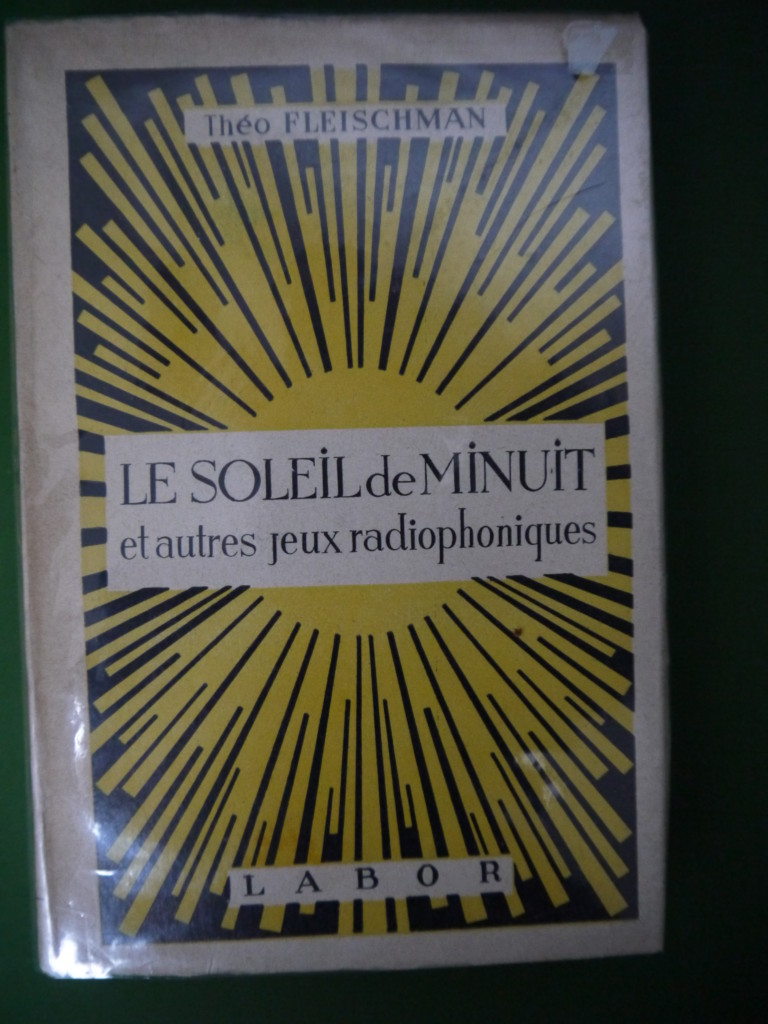 Théo FLEISCHMAN
LE SOLEIL de MINUIT
et autres jeux radiophoniques
LABOR